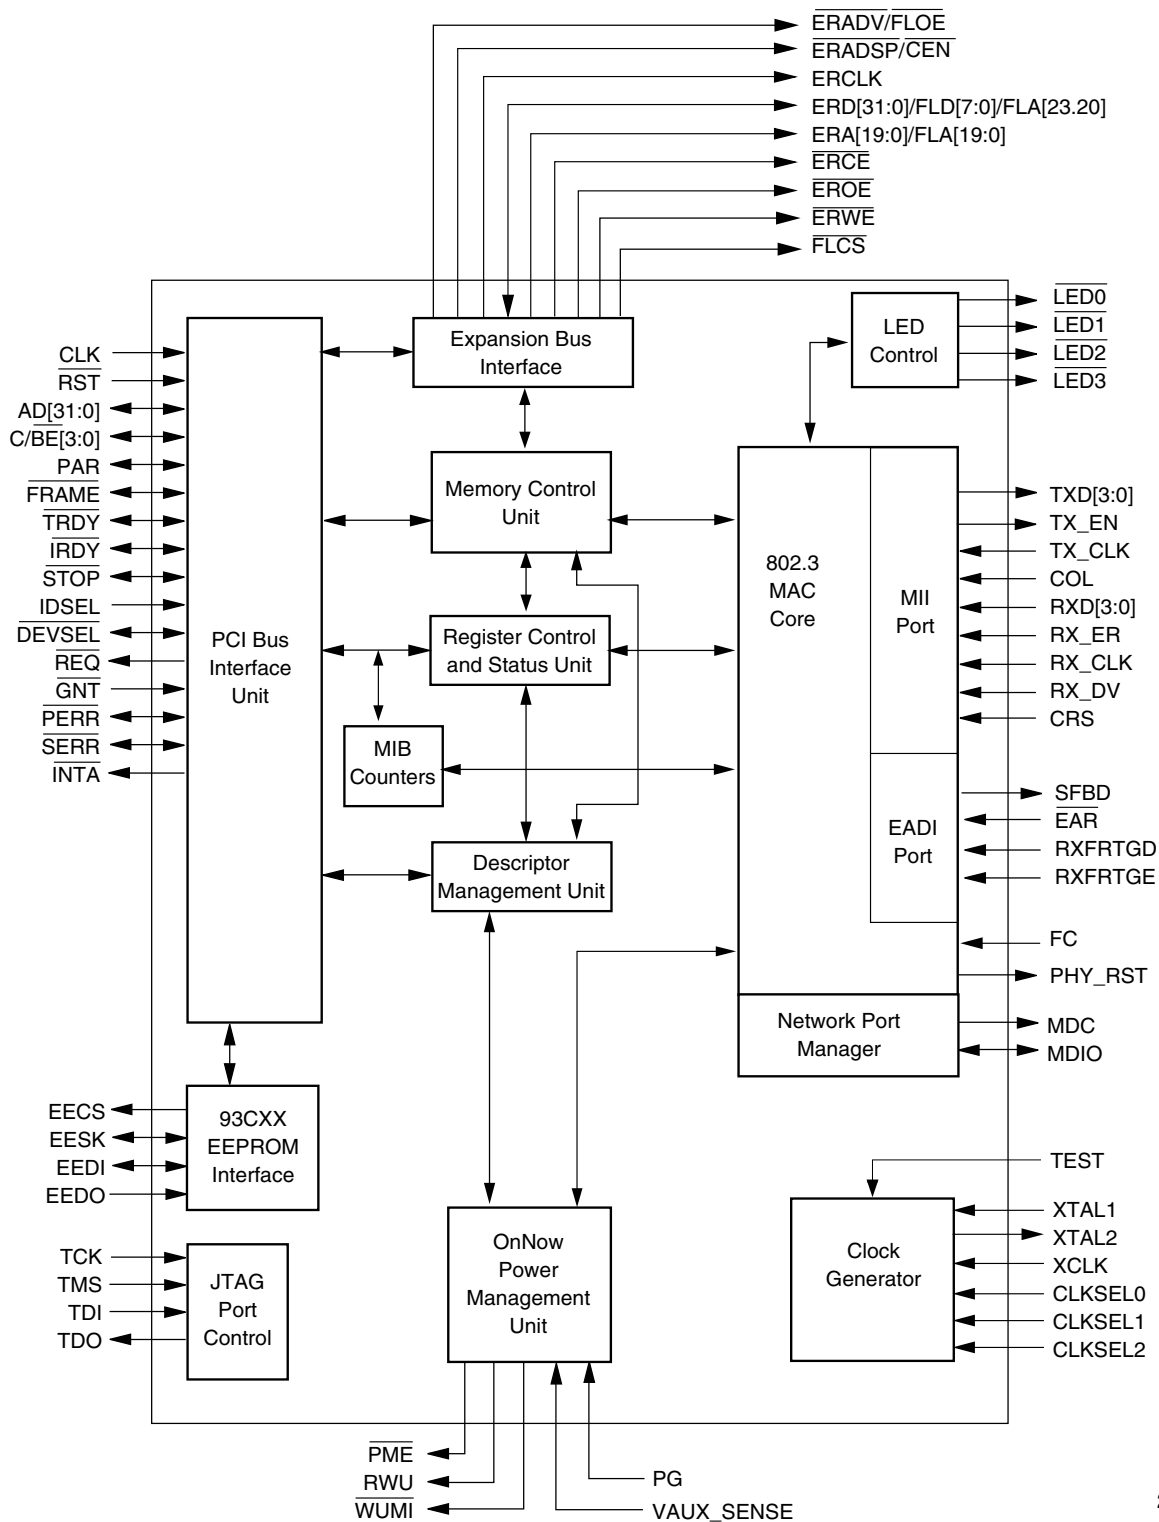 ERADV/FLOE
ERADSP/CEN
ERCLK
ERD[31:0]/FLD[7:0]/FLA[23.20]
ERA[19:0]/FLA[19:0]
ERCE
EROE
ERWE
FLCS
CLK
RST
AD[31:0]
C/BE[3:0]
PAR
FRAME
TRDY
IRDY
STOP
IDSEL
DEVSEL
REQ
GNT
PERR
SERR
INTA
PCI Bus
Interface
Unit
Expansion Bus
Interface
Memory Control
Unit
Register Control
and Status Unit
MIB
Counters
Descriptor
Management Unit
LED
Control
LED0
LED1
LED2
LED3
802.3
MAC
Core
MII
Port
TXD[3:0]
TX_EN
TX_CLK
COL
RXD[3:0]
RX_ER
RX_CLK
RX_DV
CRS
EADI
Port
SFBD
EAR
RXFRTGD
RXFRTGE
FC
PHY_RST
Network Port
Manager
MDC
MDIO
EECS
EESK
EEDI
EEDO
93CXX
EEPROM
Interface
TCK
TMS
TDI
TDO
JTAG
Port
Control
OnNow
Power
Management
Unit
Clock
Generator
TEST
XTAL1
XTAL2
XCLK
CLKSEL0
CLKSEL1
CLKSEL2
PME
RWU
WUMI
PG
VAUX_SENSE